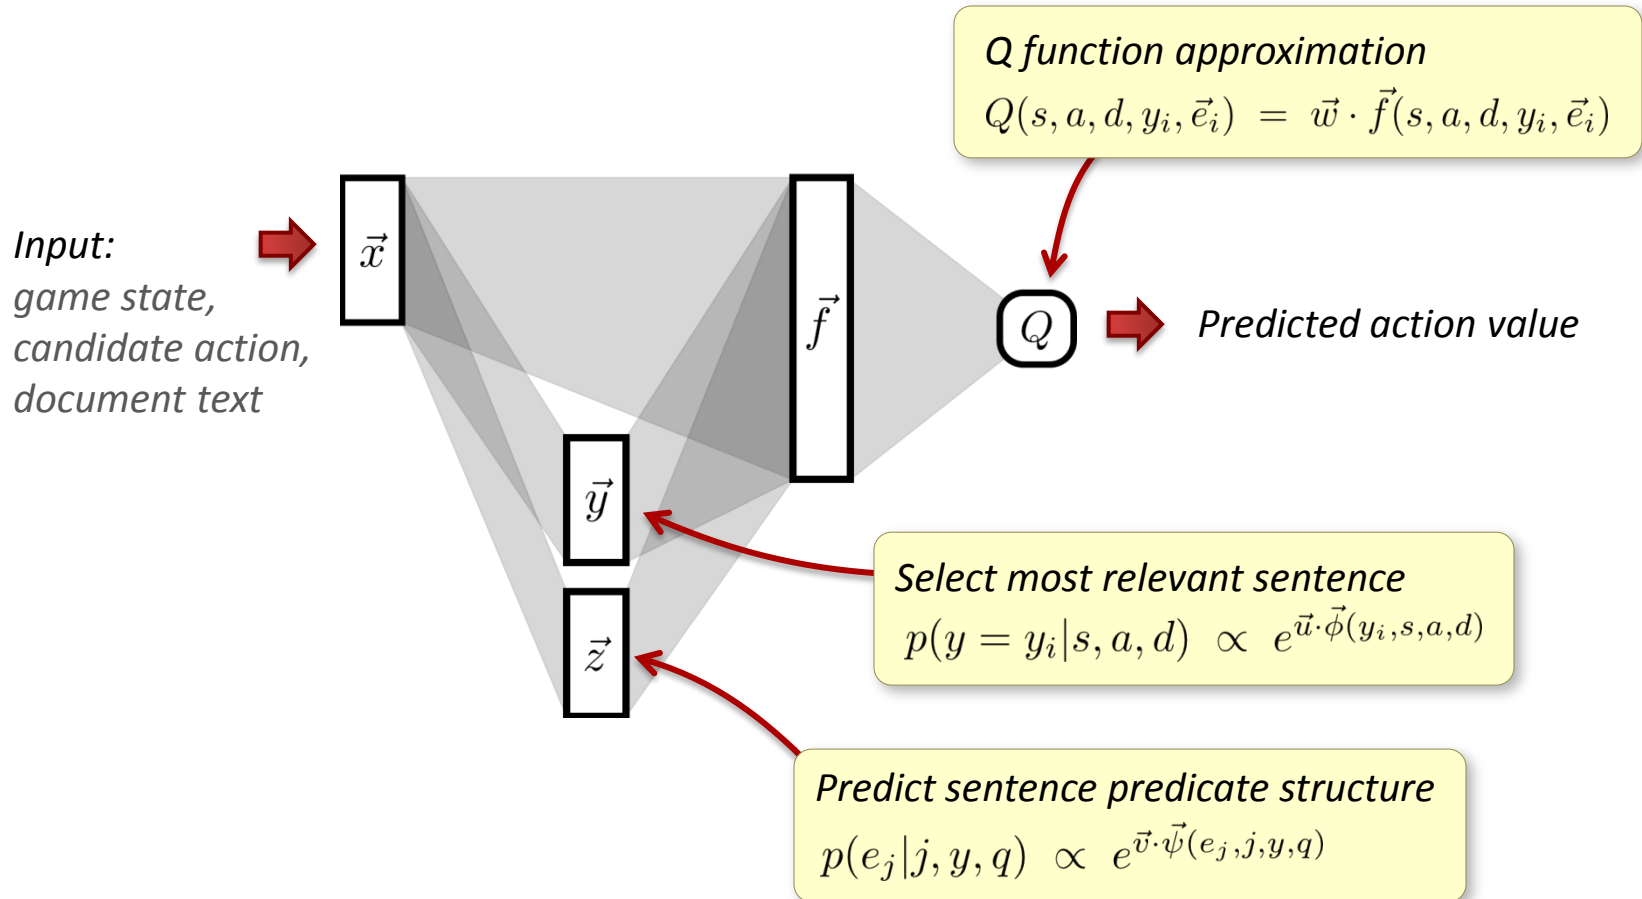 Q function approximation
$Q(s, a, d, y_i, \vec{e}_i) = \vec{w} \cdot \vec{f}(s, a, d, y_i, \vec{e}_i)$
Input:
game state,
candidate action,
document text
$\vec{x}$
$\vec{f}$
$Q$
Predicted action value
$\vec{y}$
Select most relevant sentence
$p(y = y_i | s, a, d) \propto e^{\vec{u} \cdot \vec{\phi}(y_i, s, a, d)}$
$\vec{z}$
Predict sentence predicate structure
$p(e_j | j, y, q) \propto e^{\vec{v} \cdot \vec{\psi}(e_j, j, y, q)}$